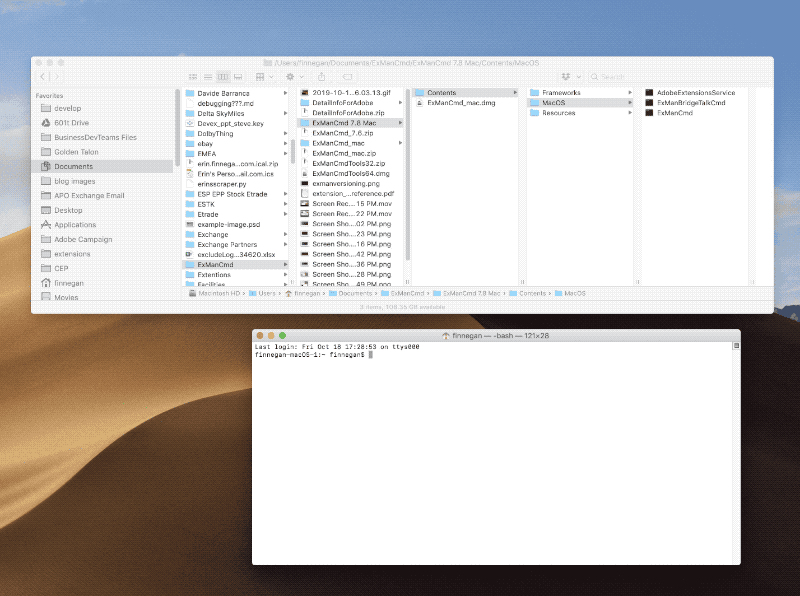 /Users/finnegan/Documents/ExManCmd/ExManCmd 7.8 Mac/Contents/MacOS
Search
Favorites
develop
601t Drive
BusinessDevTeams Files
Golden Talon
Documents
blog images
APO Exchange Email
Desktop
Applications
Adobe Campaign
extensions
CEP
finnegan
Movies
Davide Barranca
debugging???.md
Delta SkyMiles
Devex_ppt_steve.key
DolbyThing
ebay
EMEA
erin.finnega...com.ical.zip
Erin's Perso...ail.com.ics
erinsscraper.py
ESP EPP Stock Etrade
ESTK
Etrade
example-image.psd
Exchange
Exchange Partners
excludeLog...34620.xlsx
ExManCmd
Extentions
Facilities
2019-10-1...6.03.13.gif
DetailInfoForAdobe
DetailInfoForAdobe.zip
ExManCmd 7.8 Mac
ExManCmd_7.6.zip
ExManCmd_mac
ExManCmd_mac.zip
ExManCmdTools32.zip
ExManCmdTools64.dmg
exmanversioning.png
extension_...reference.pdf
Screen Rec....15 PM.mov
Screen Rec....22 PM.mov
Screen Sho....02 PM.png
Screen Sho....23 PM.png
Screen Sho....16 PM.png
Screen Sho....42 PM.png
Screen Sho....36 PM.png
Screen Sho....28 PM.png
Screen Sho....49 PM.png
Contents
ExManCmd_mac.dmg
Frameworks
MacOS
Resources
AdobeExtensionsService
ExManBridgeTalkCmd
ExManCmd
Macintosh HD › Users › finnegan › Documents › ExManCmd › ExManCmd 7.8 Mac › Contents › MacOS
3 items, GB available
finnegan — -bash — 121×28
Last login: Fri Oct 18 17:28:53 on ttys000
finnegan-macOS-1:~ finnegan$